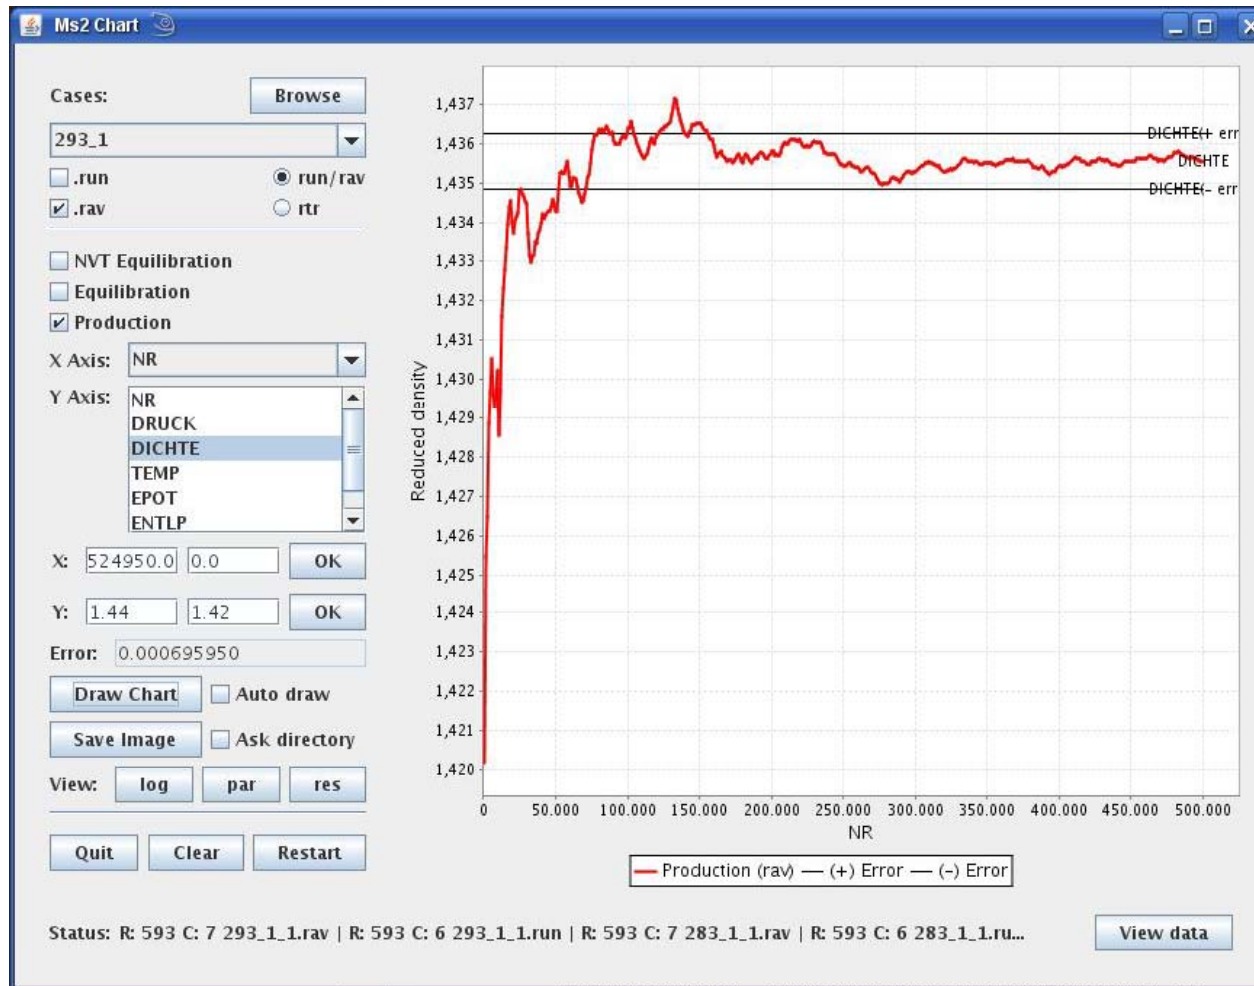 Ms2 Chart
Cases:
Browse
293_1
.run
run/rav
.rav
rtr
NVT Equilibration
Equilibration
Production
X Axis:
NR
Y Axis:
NR
DRUCK
DICHTE
TEMP
EPOT
ENTLP
X:
524950.0
0.0
OK
Y:
1.44
1.42
OK
Error:
0.000695950
Draw Chart
Auto draw
Save Image
Ask directory
View:
log
par
res
Quit
Clear
Restart
Reduced density
1,437
1,436
1,435
1,434
1,433
1,432
1,431
1,430
1,429
1,428
1,427
1,426
1,425
1,424
1,423
1,422
1,421
1,420
DICHTE(+ err
DICHTE
DICHTE(- err
0
50.000
100.000
150.000
200.000
250.000
300.000
350.000
400.000
450.000
500.000
NR
Production (rav)
(+) Error
(-) Error
Status: R: 593 C: 7 293_1_1.rav | R: 593 C: 6 293_1_1.run | R: 593 C: 7 283_1_1.rav | R: 593 C: 6 283_1_1.ru...
View data